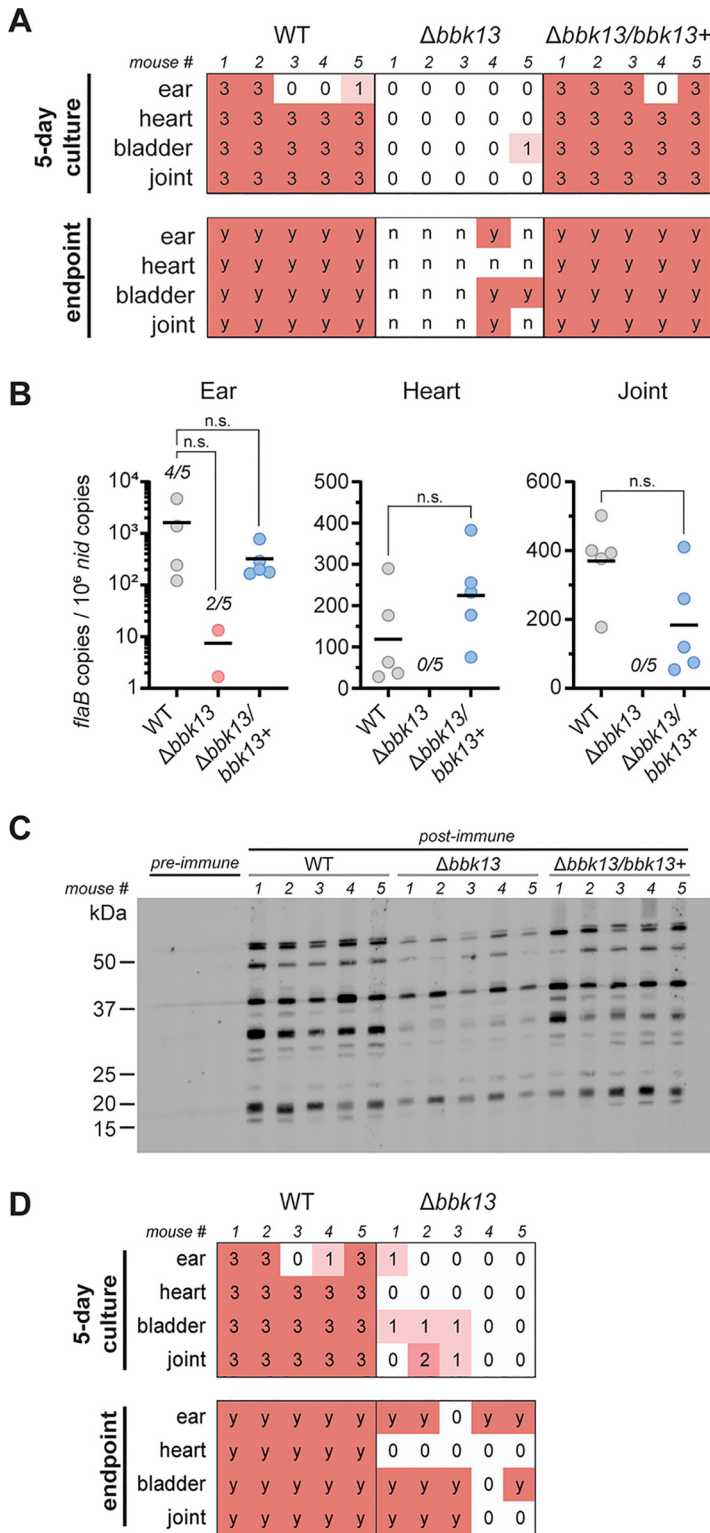 A
WT Δbbk13 Δbbk13/bbk13+
mouse # 1 2 3 4 5 1 2 3 4 5 1 2 3 4 5
5-day culture
ear 3 3 0 0 1 0 0 0 0 0 3 3 3 0 3
heart 3 3 3 3 3 0 0 0 0 0 3 3 3 3 3
bladder 3 3 3 3 3 0 0 0 0 1 3 3 3 3 3
joint 3 3 3 3 3 0 0 0 0 0 3 3 3 3 3
endpoint
ear y y y y y n n n y n y y y y y
heart y y y y y n n n n n y y y y y
bladder y y y y y n n n y y y y y y y
joint y y y y y n n n y n y y y y y
B
Ear Heart Joint
flaB copies / 10⁶ nid copies
n.s.
n.s.
4/5
2/5
10⁴
10³
10²
10
1
WT Δbbk13 Δbbk13/ bbk13+
n.s.
500
400
300
200
100
0
0/5
WT Δbbk13 Δbbk13/ bbk13+
n.s.
600
400
200
0
0/5
WT Δbbk13 Δbbk13/ bbk13+
C
post-immune
pre-immune WT Δbbk13 Δbbk13/bbk13+
mouse # 1 2 3 4 5 1 2 3 4 5 1 2 3 4 5
kDa
50
37
25
20
15
D
WT Δbbk13
mouse # 1 2 3 4 5 1 2 3 4 5
5-day culture
ear 3 3 0 1 3 1 0 0 0 0
heart 3 3 3 3 3 0 0 0 0 0
bladder 3 3 3 3 3 1 1 1 0 0
joint 3 3 3 3 3 0 2 1 0 0
endpoint
ear y y y y y y y 0 y y
heart y y y y y 0 0 0 0 0
bladder y y y y y y y y 0 y
joint y y y y y y y y 0 0